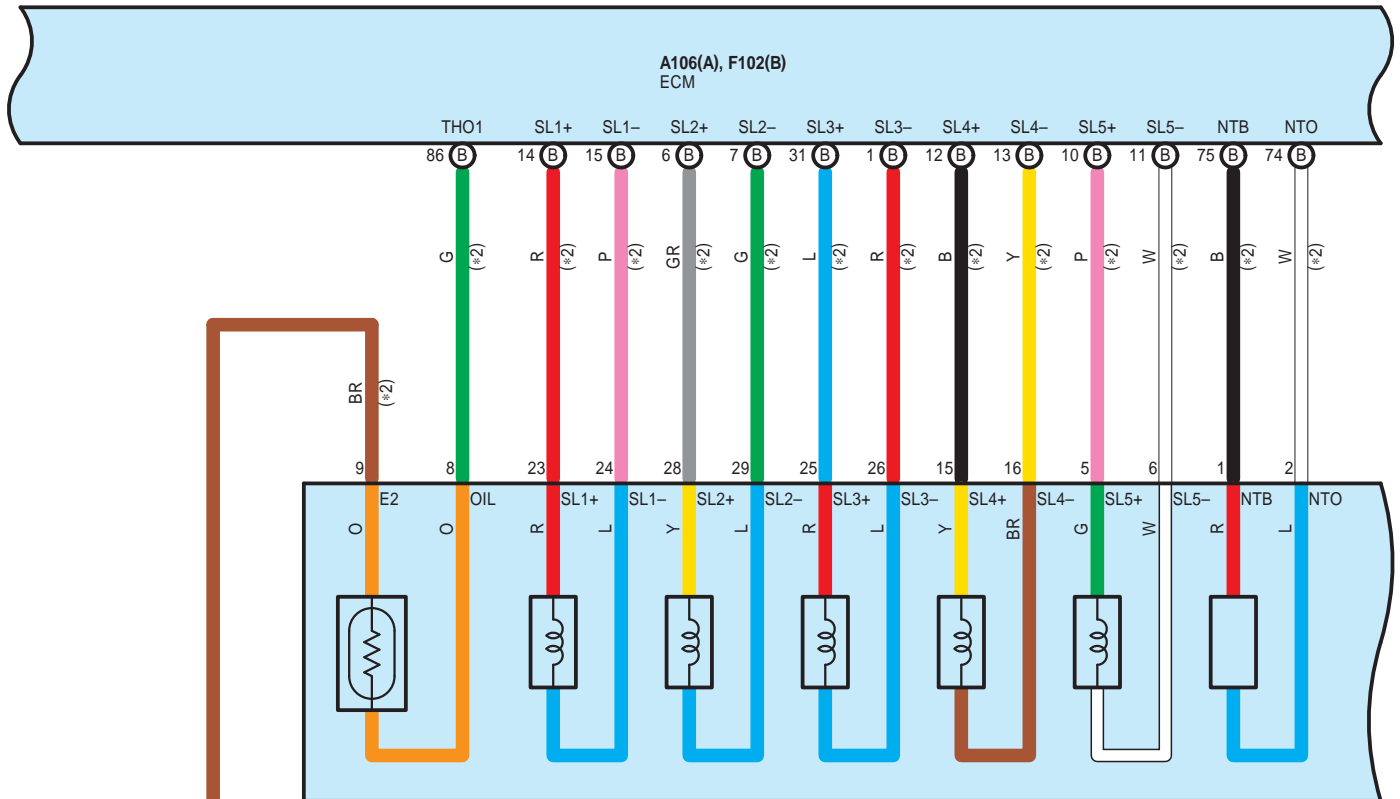 A106(A), F102(B)
ECM
THO1 SL1+ SL1– SL2+ SL2– SL3+ SL3– SL4+ SL4– SL5+ SL5– NTB NTO
86 B 14 B 15 B 6 B 7 B 31 B 1 B 12 B 13 B 10 B 11 B 75 B 74 B
G (*2) R (*2) P (*2) GR (*2) G (*2) L (*2) R (*2) B (*2) Y (*2) P (*2) W (*2) B (*2) W (*2)
BR (*2)
9 8 23 24 28 29 25 26 15 16 5 6 1 2
E2 OIL SL1+ SL1– SL2+ SL2– SL3+ SL3– SL4+ SL4– SL5+ SL5– NTB NTO
O O R L Y L R L Y BR G W R L